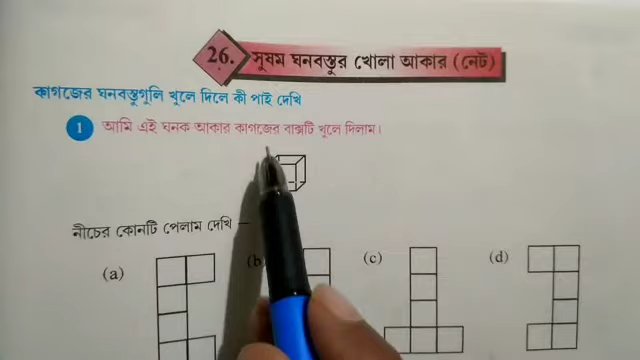 26. সুষম ঘনবস্তুর খোলা আকার (নেট)
কাগজের ঘনবস্তুগুলি খুলে দিলে কী পাই দেখি
1 আমি এই ঘনক আকার কাগজের বাক্সটি খুলে দিলাম।
নীচের কোনটি পেলাম দেখি —
(a) (b) (c) (d)